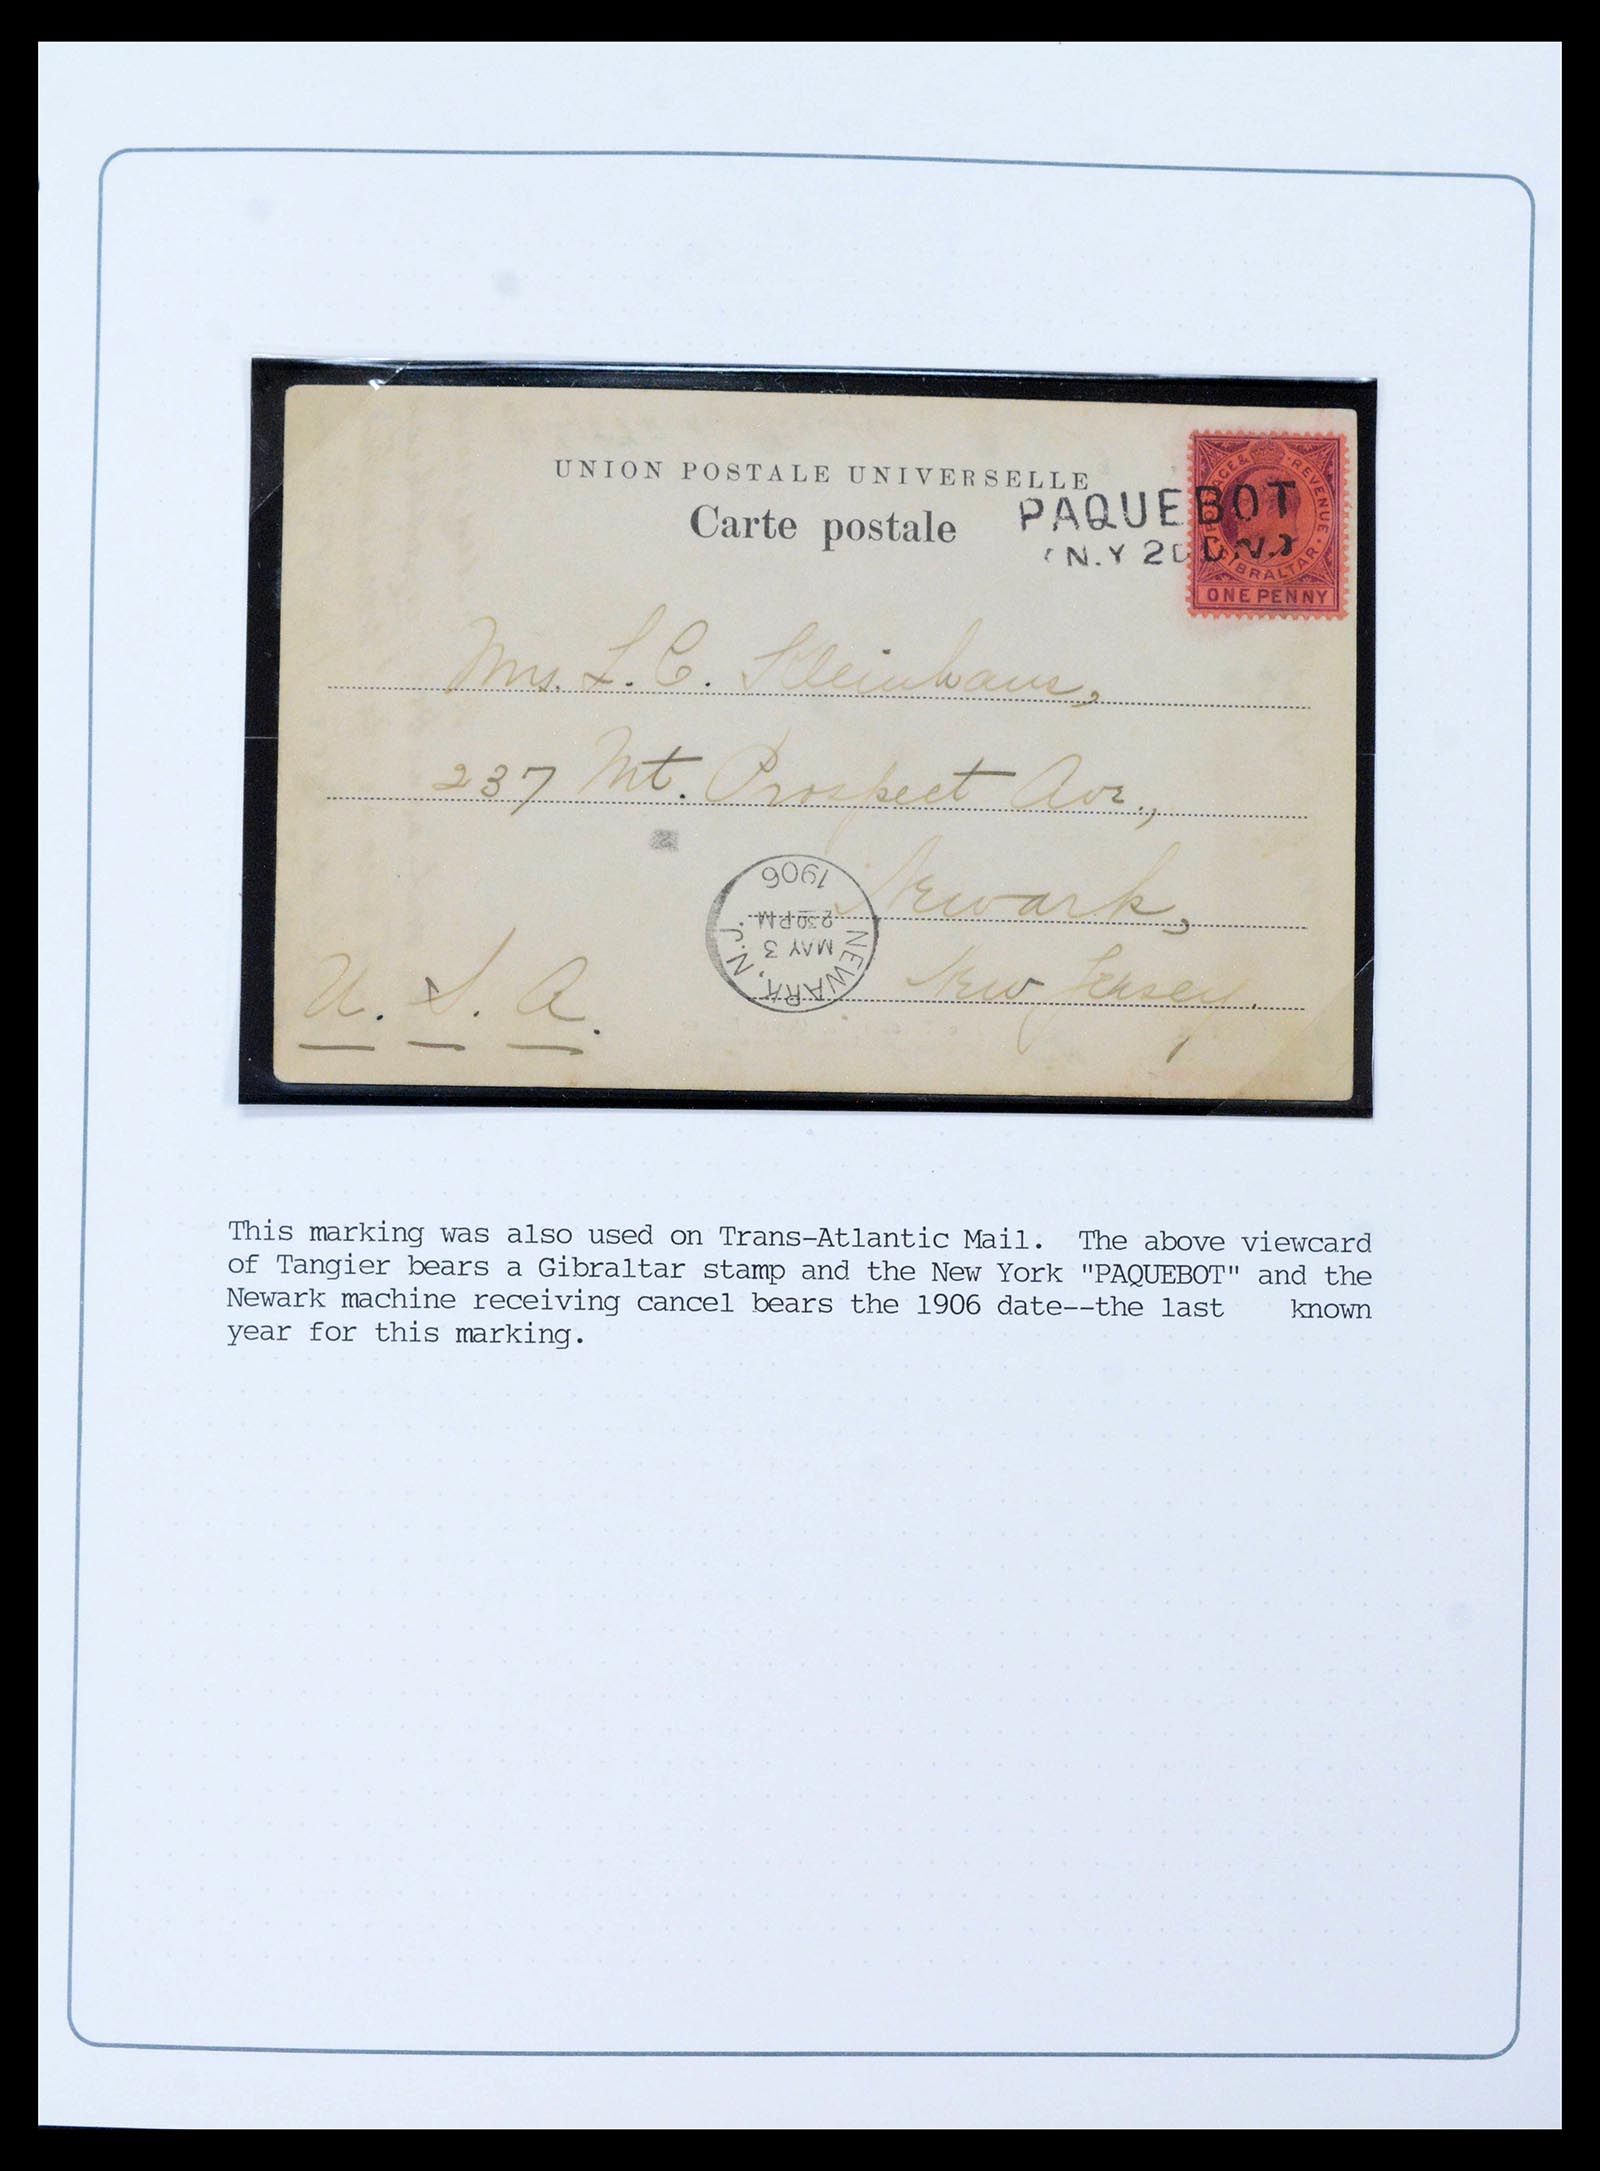 UNION POSTALE UNIVERSELLE
Carte postale
PAQUEBOT
(N.Y 2D D
POSTAGE & REVENUE
GIBRALTAR
ONE PENNY
Mrs. L. C. Kleinhans,
237 Mt. Prospect Ave.,
Newark,
New Jersey.
U. S. A.
NEWARK, N.J.
MAY 3
230 PM
1906
This marking was also used on Trans-Atlantic Mail. The above viewcard
of Tangier bears a Gibraltar stamp and the New York "PAQUEBOT" and the
Newark machine receiving cancel bears the 1906 date--the last known
year for this marking.